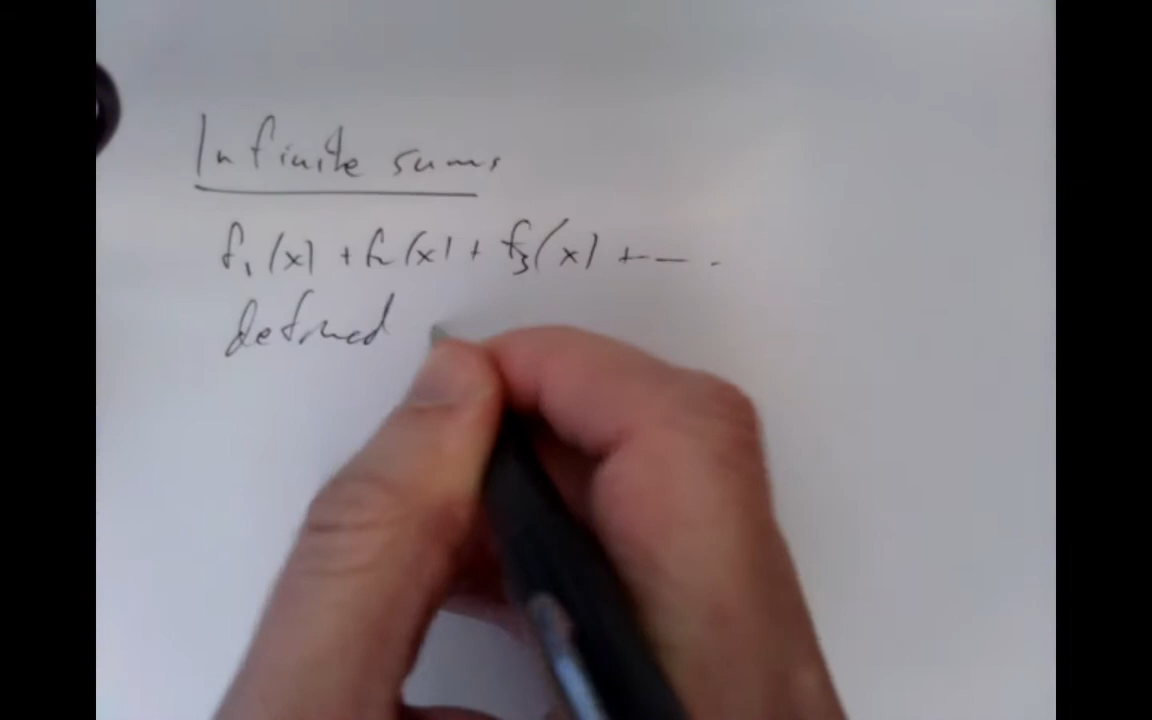 Infinite sums
f₁(x) + f₂(x) + f₃(x) + ....
defined